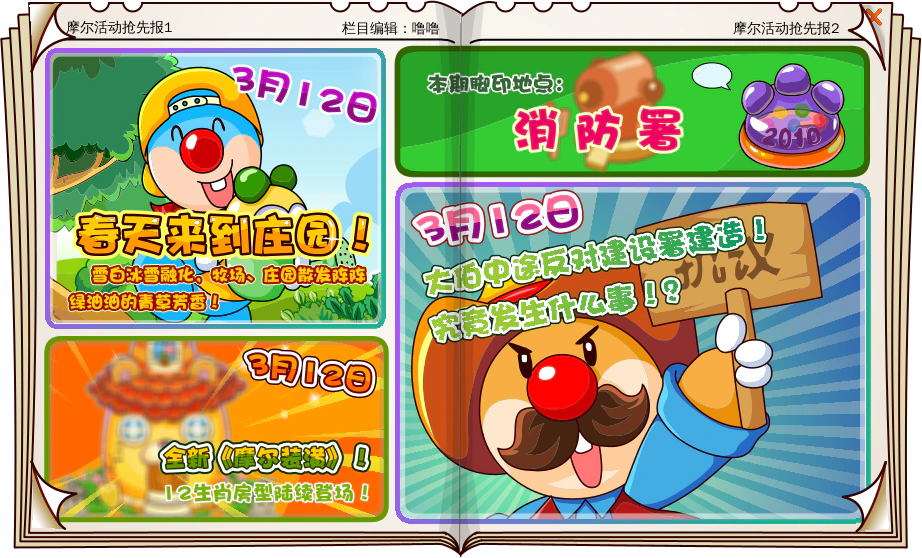 摩尔活动抢先报1
栏目编辑：噜噜
摩尔活动抢先报2
3月12日
春天来到庄园！
雪白冰雪融化、牧场、庄园散发阵阵
绿油油的青草芳香！
3月12日
全新《摩尔装潢》！
12生肖房型陆续登场！
本期脚印地点：
消防署
2010
3月12日
大伯中途反对建设署建造！
究竟发生什么事！？
抗议